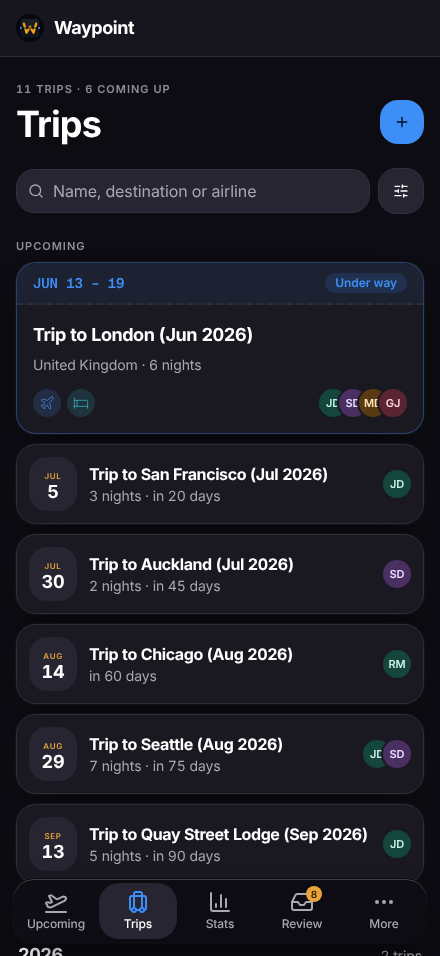 Waypoint
11 TRIPS · 6 COMING UP
Trips
Name, destination or airline
UPCOMING
JUN 13 – 19
Under way
Trip to London (Jun 2026)
United Kingdom · 6 nights
JD SD GJ
JUL
5
Trip to San Francisco (Jul 2026)
3 nights · in 20 days
JD
JUL
30
Trip to Auckland (Jul 2026)
2 nights · in 45 days
SD
AUG
14
Trip to Chicago (Aug 2026)
in 60 days
RM
AUG
29
Trip to Seattle (Aug 2026)
7 nights · in 75 days
JD SD
SEP
13
Trip to Quay Street Lodge (Sep 2026)
5 nights · in 90 days
JD
8
Upcoming
Trips
Stats
Review
More
2026
2 trips